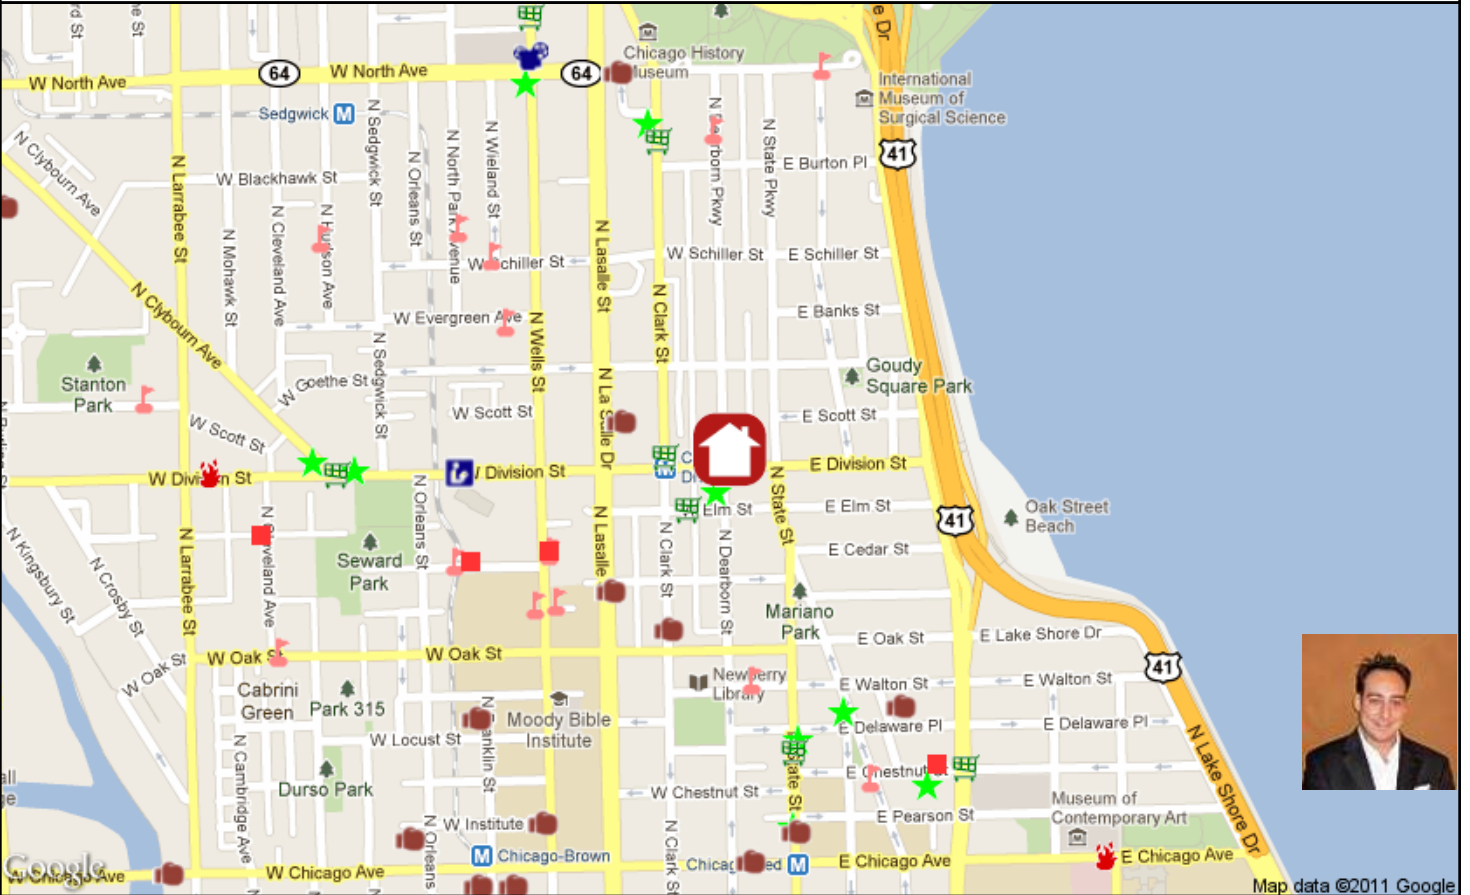 e Dr
rd St
e St
64
W North Ave
64
Chicago History
Museum
W North Ave
International
Museum of
Surgical Science
Sedgwick M
N Clybourn Ave
N Larrabee St
N Sedgwick St
N Orleans St
N North Park Avenue
N Wieland St
N State Pkwy
E Burton Pl
41
W Blackhawk St
N Mohawk St
N Cleveland Ave
N Lasalle St
W Schiller St
W Schiller St
E Schiller St
N Clybourn Ave
N Clark St
W Evergreen Ave
E Banks St
N Wells St
N Sedgwick St
Stanton
Park
W Goethe St
Goudy
Square Park
W Scott St
W Scott St
E Scott St
W Division St
W Division St
E Division St
N Orleans St
Elm St
E Elm St
N State St
41
Oak Street
Beach
N Kingsbury St
N Crosby St
N Larrabee St
N Cleveland Ave
Seward
Park
N Lasalle
N Clark St
N Dearborn St
E Cedar St
Mariano
Park
E Oak St
E Lake Shore Dr
W Oak St
W Oak St
W Oak St
41
Cabrini
Green
Park 315
Newberry
Library
E Walton St
E Walton St
Moody Bible
Institute
E Delaware Pl
E Delaware Pl
W Locust St
N Cambridge Ave
Durso Park
E Chestnut St
W Chestnut St
N Lake Shore Dr
Museum of
Contemporary Art
W Institute
N Orleans
N Clark St
E Pearson St
M Chicago-Brown
M
E Chicago Ave
E Chicago Ave
Google
W Chicago Ave
W Chicago Ave
Map data ©2011 Google